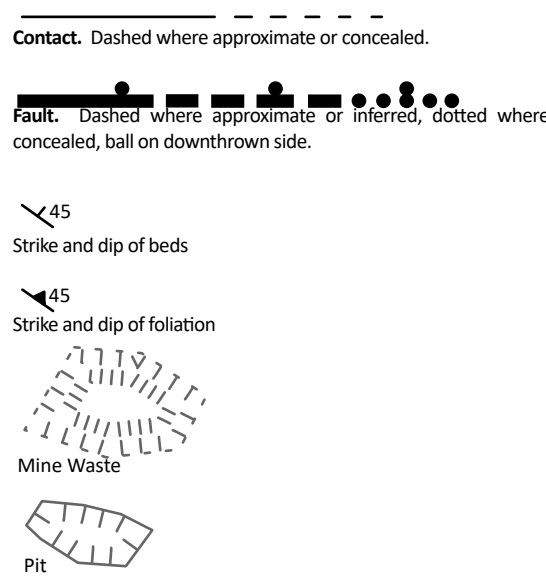 Contact. Dashed where approximate or concealed.
Fault. Dashed where approximate or inferred, dotted where
concealed, ball on downthrown side.
45
Strike and dip of beds
45
Strike and dip of foliation
Mine Waste
Pit